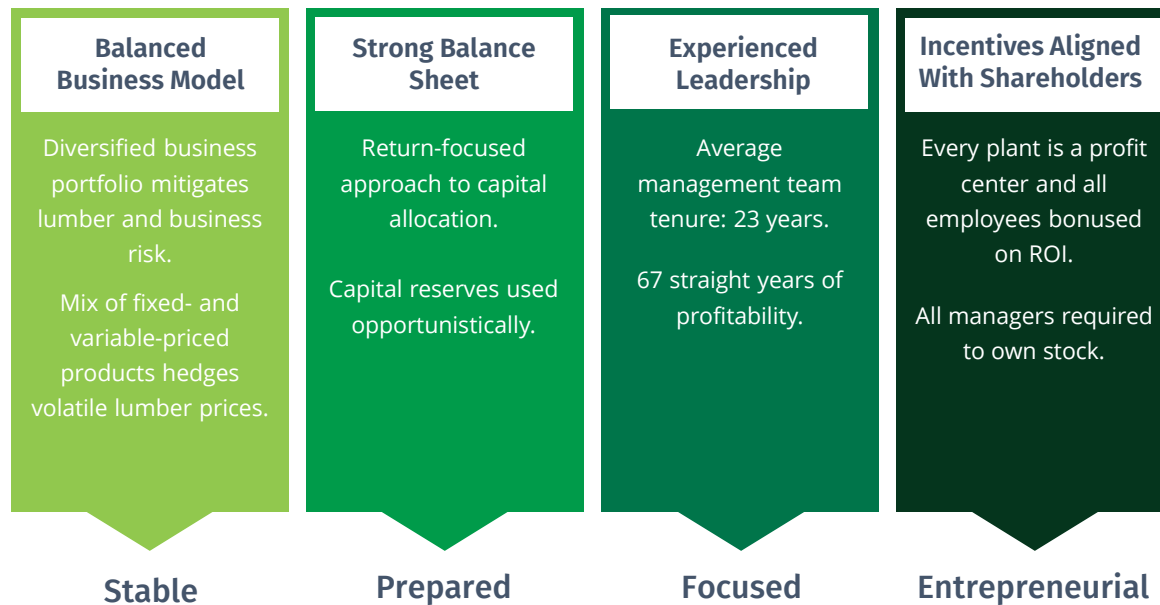 Balanced
Business Model
Diversified business
portfolio mitigates
lumber and business
risk.
Mix of fixed- and
variable-priced
products hedges
volatile lumber prices.
Stable
Strong Balance
Sheet
Return-focused
approach to capital
allocation.
Capital reserves used
opportunistically.
Prepared
Experienced
Leadership
Average
management team
tenure: 23 years.
67 straight years of
profitability.
Focused
Incentives Aligned
With Shareholders
Every plant is a profit
center and all
employees bonused
on ROI.
All managers required
to own stock.
Entrepreneurial